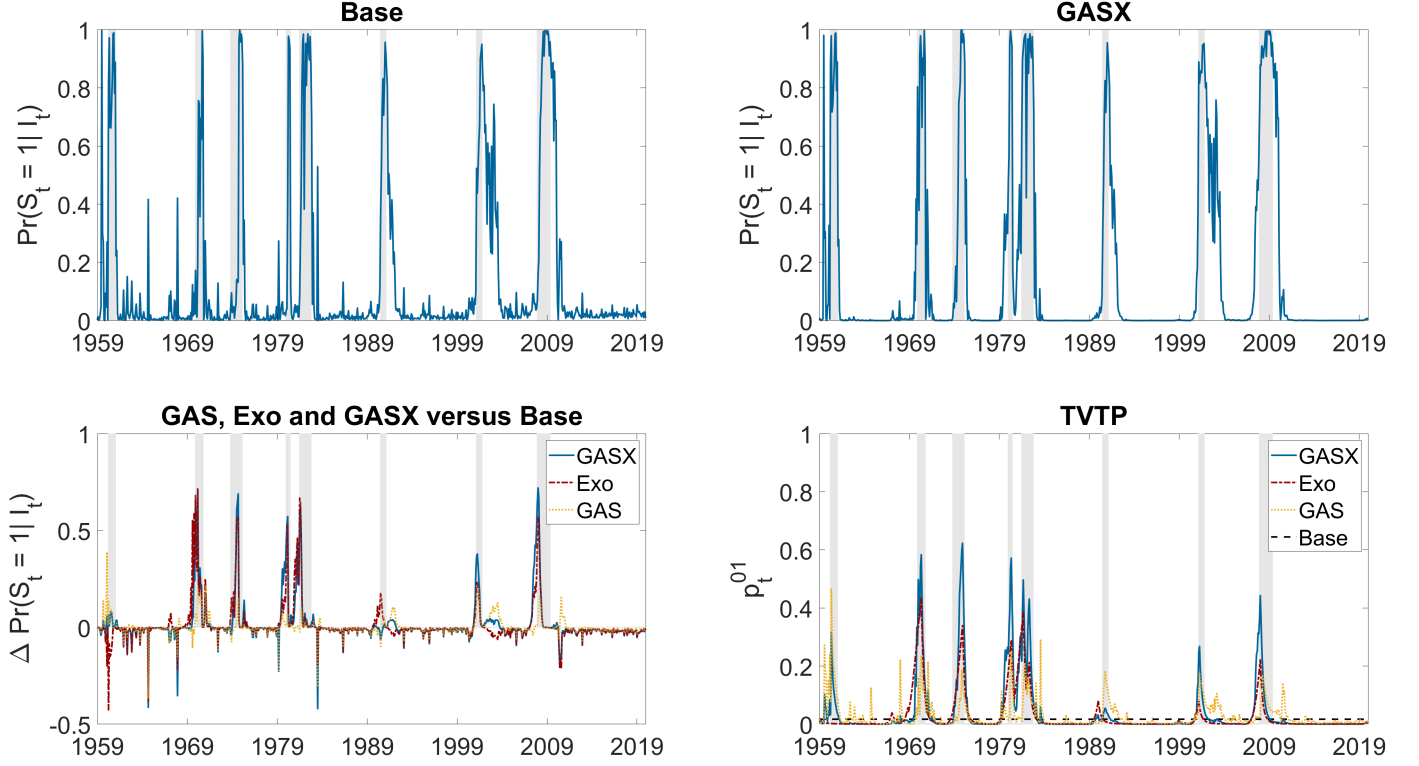 Base
Pr(S_t = 1| I_t)
1
0.8
0.6
0.4
0.2
0
1959 1969 1979 1989 1999 2009 2019
GASX
Pr(S_t = 1| I_t)
1
0.8
0.6
0.4
0.2
0
1959 1969 1979 1989 1999 2009 2019
GAS, Exo and GASX versus Base
Δ Pr(S_t = 1| I_t)
1
0.5
0
-0.5
1959 1969 1979 1989 1999 2009 2019
GASX
Exo
GAS
TVTP
p_t^01
1
0.8
0.6
0.4
0.2
0
1959 1969 1979 1989 1999 2009 2019
GASX
Exo
GAS
Base